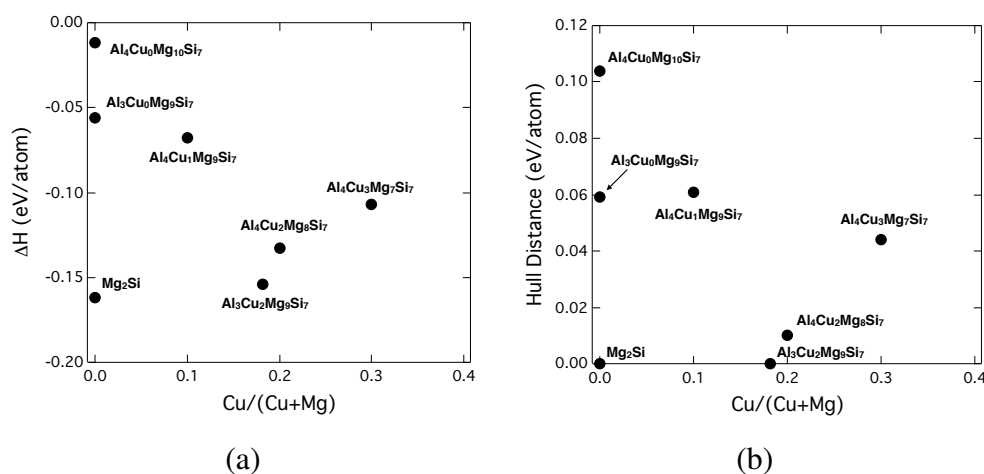 0.00
-0.05
-0.10
-0.15
-0.20
ΔH (eV/atom)
Al₄Cu₀Mg₁₀Si₇
Al₃Cu₀Mg₉Si₇
Al₄Cu₁Mg₉Si₇
Al₄Cu₃Mg₇Si₇
Al₄Cu₂Mg₈Si₇
Mg₂Si
Al₃Cu₂Mg₉Si₇
0.0 0.1 0.2 0.3 0.4
Cu/(Cu+Mg)
(a)
0.12
0.10
0.08
0.06
0.04
0.02
0.00
Hull Distance (eV/atom)
Al₄Cu₀Mg₁₀Si₇
Al₃Cu₀Mg₉Si₇
Al₄Cu₁Mg₉Si₇
Al₄Cu₃Mg₇Si₇
Al₄Cu₂Mg₈Si₇
Mg₂Si
Al₃Cu₂Mg₉Si₇
0.0 0.1 0.2 0.3 0.4
Cu/(Cu+Mg)
(b)